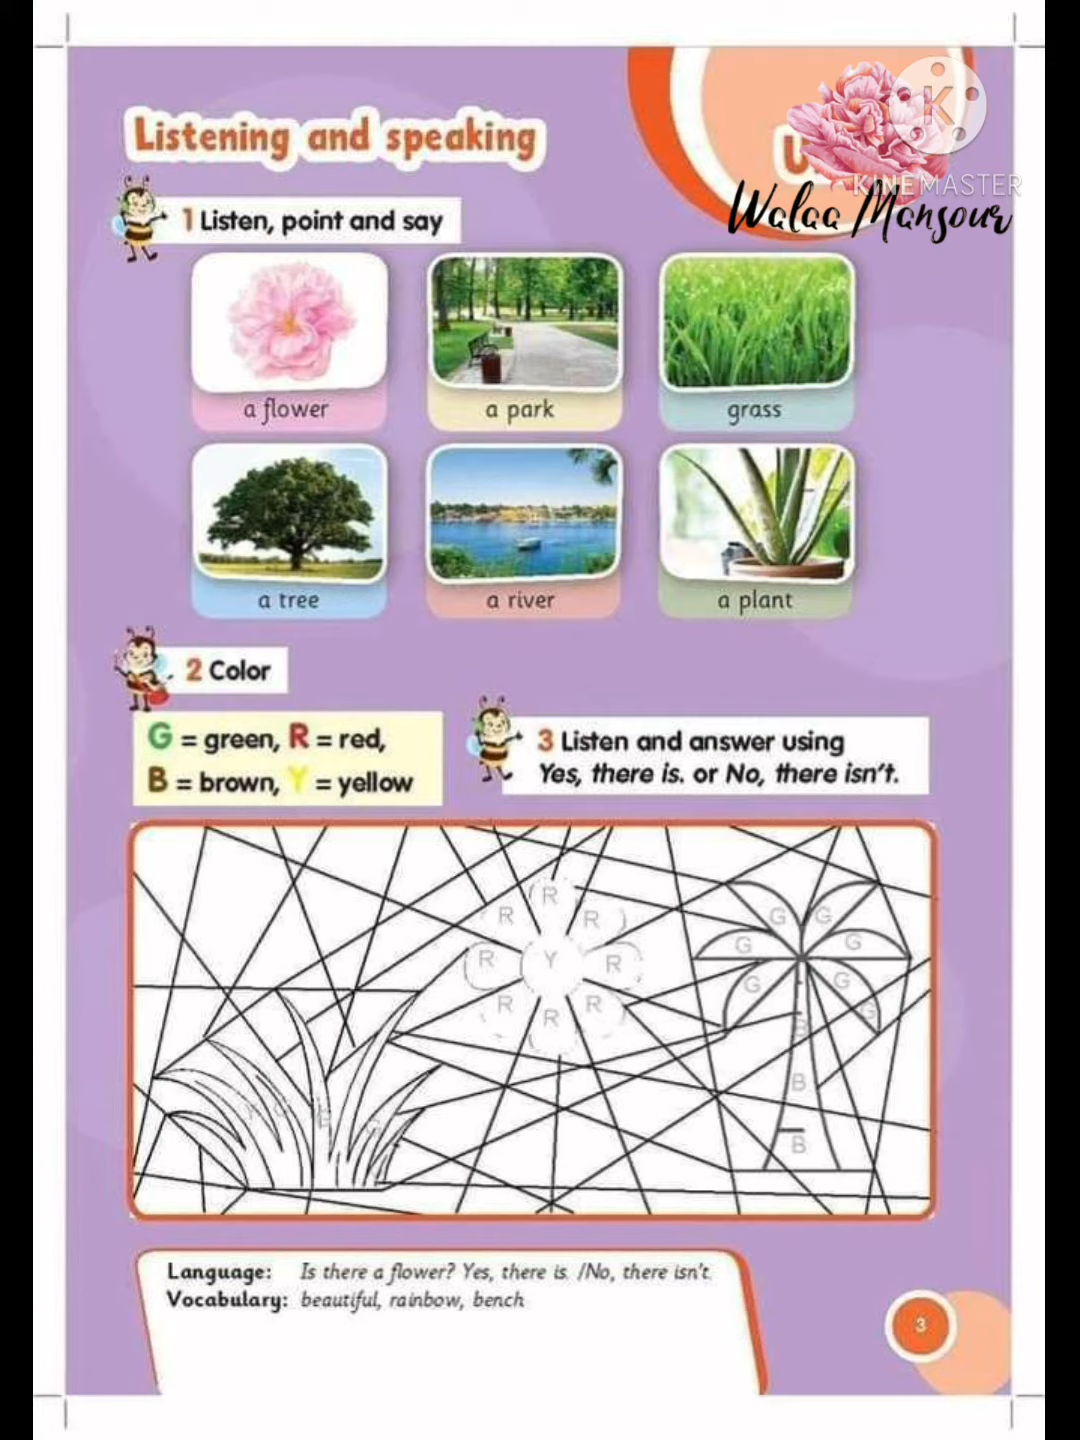 Listening and speaking
U
K
KINEMASTER
Walaa Mansour
1 Listen, point and say
a flower
a park
grass
a tree
a river
a plant
2 Color
G = green, R = red,
B = brown, Y = yellow
3 Listen and answer using
Yes, there is. or No, there isn't.
R
R R
R Y R
R R
R
G G
G G
G G
G
B
B
B
G
G
Language: Is there a flower? Yes, there is. /No, there isn't.
Vocabulary: beautiful, rainbow, bench
3